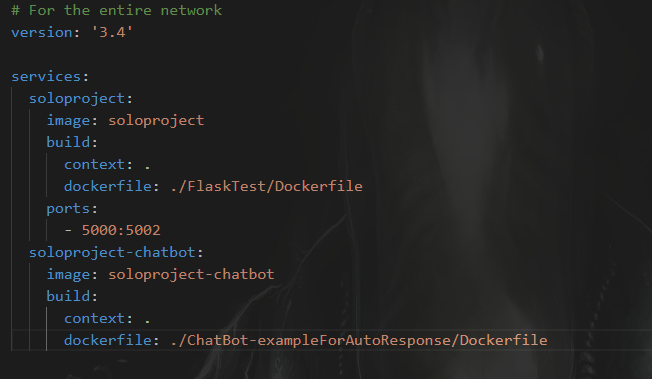 # For the entire network
version: '3.4'
services:
soloproject:
image: soloproject
build:
context: .
dockerfile: ./FlaskTest/Dockerfile
ports:
- 5000:5002
soloproject-chatbot:
image: soloproject-chatbot
build:
context: .
dockerfile: ./ChatBot-exampleForAutoResponse/Dockerfile